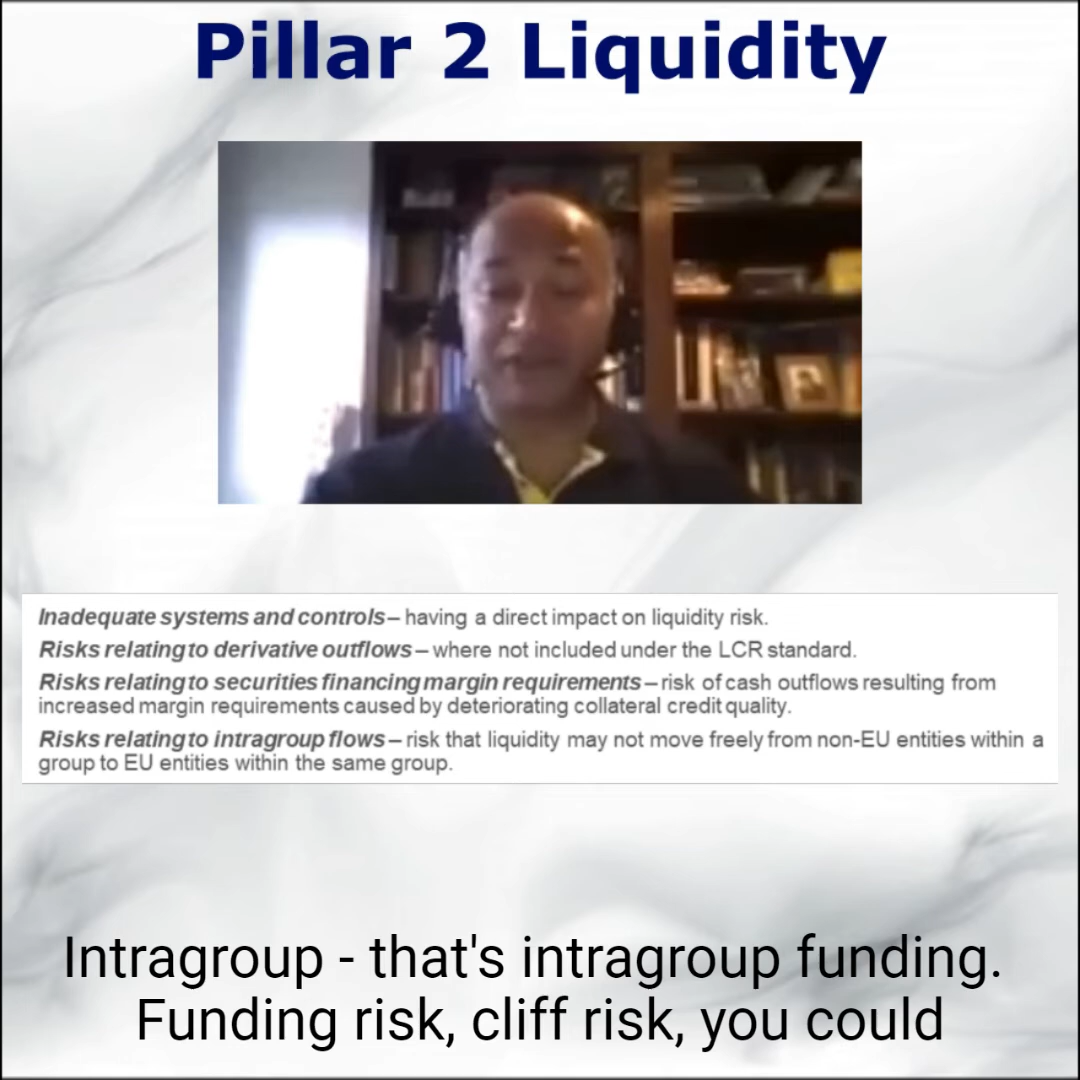 Pillar 2 Liquidity
Inadequate systems and controls – having a direct impact on liquidity risk.
Risks relating to derivative outflows – where not included under the LCR standard.
Risks relating to securities financing margin requirements – risk of cash outflows resulting from
increased margin requirements caused by deteriorating collateral credit quality.
Risks relating to intragroup flows – risk that liquidity may not move freely from non-EU entities within a
group to EU entities within the same group.
Intragroup - that's intragroup funding.
Funding risk, cliff risk, you could